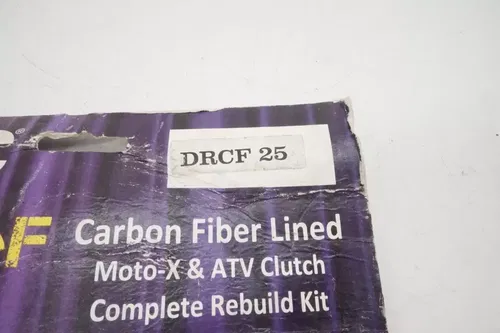 DRCF 25
Carbon Fiber Lined
Moto-X & ATV Clutch
Complete Rebuild Kit